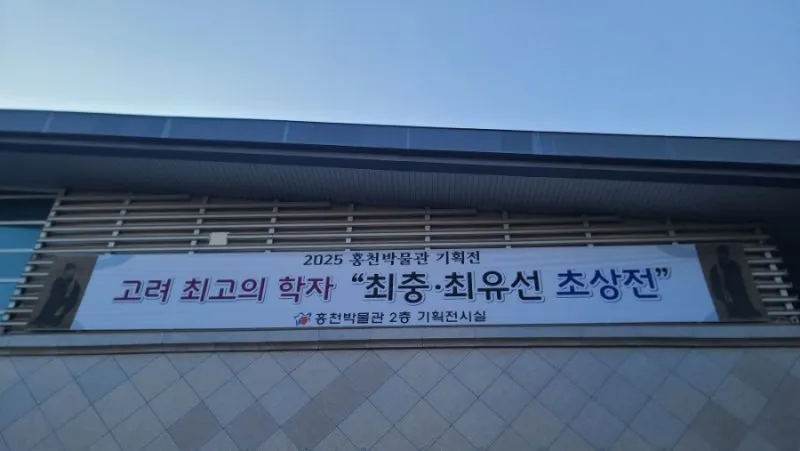 2025 홍천박물관 기획전
고려 최고의 학자 “최충·최유선 초상전”
홍천박물관 2층 기획전시실